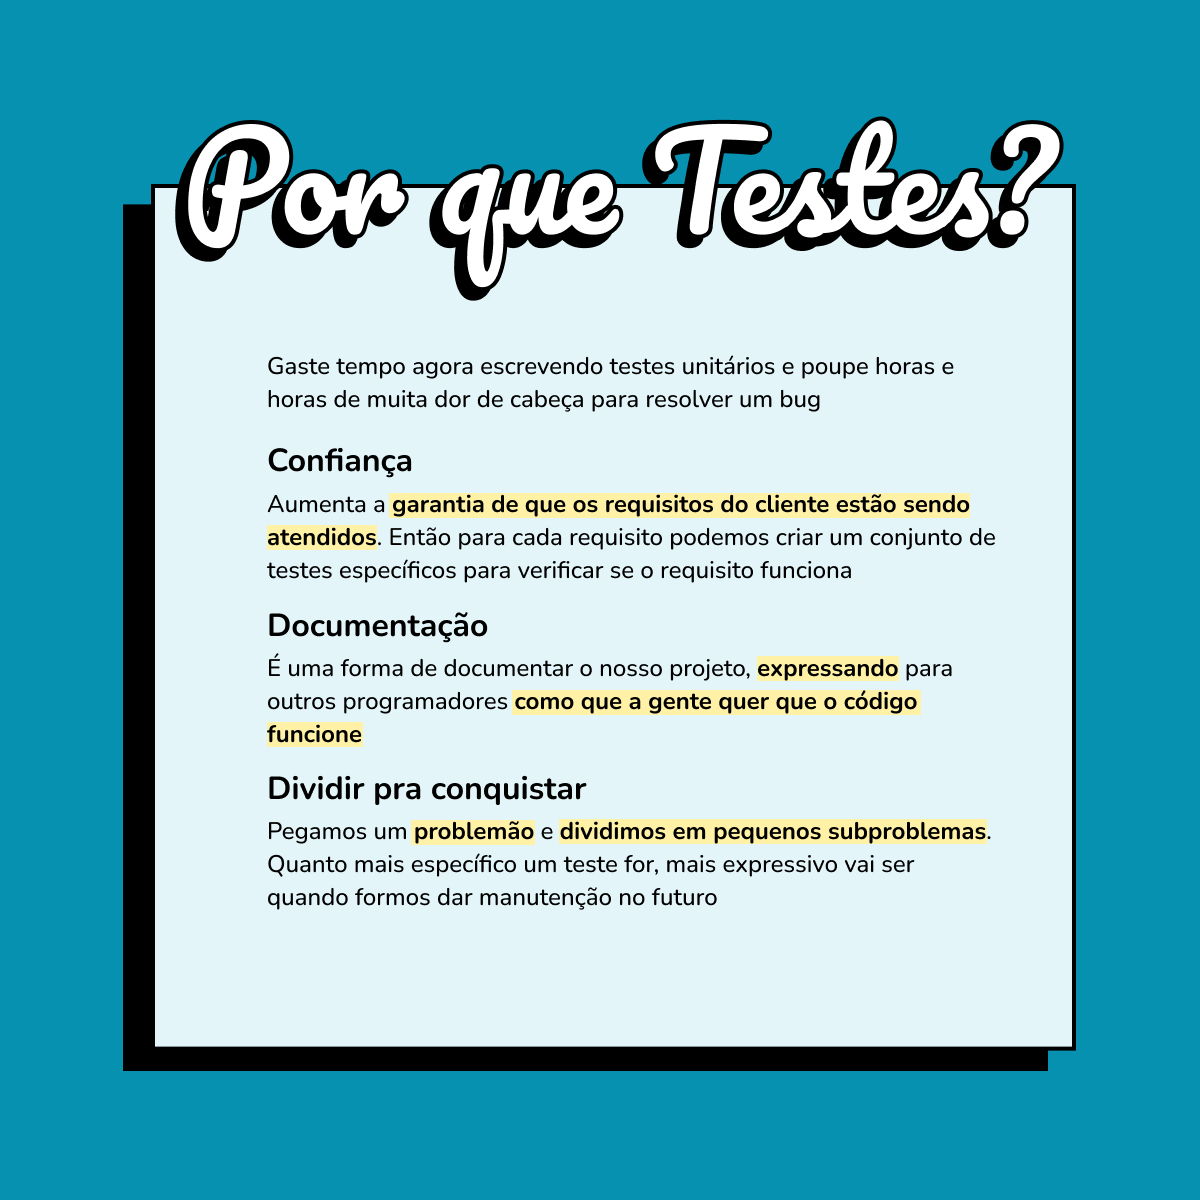 Por que Testes?
Gaste tempo agora escrevendo testes unitários e poupe horas e
horas de muita dor de cabeça para resolver um bug
Confiança
Aumenta a garantia de que os requisitos do cliente estão sendo
atendidos. Então para cada requisito podemos criar um conjunto de
testes específicos para verificar se o requisito funciona
Documentação
É uma forma de documentar o nosso projeto, expressando para
outros programadores como que a gente quer que o código
funcione
Dividir pra conquistar
Pegamos um problemão e dividimos em pequenos subproblemas.
Quanto mais específico um teste for, mais expressivo vai ser
quando formos dar manutenção no futuro